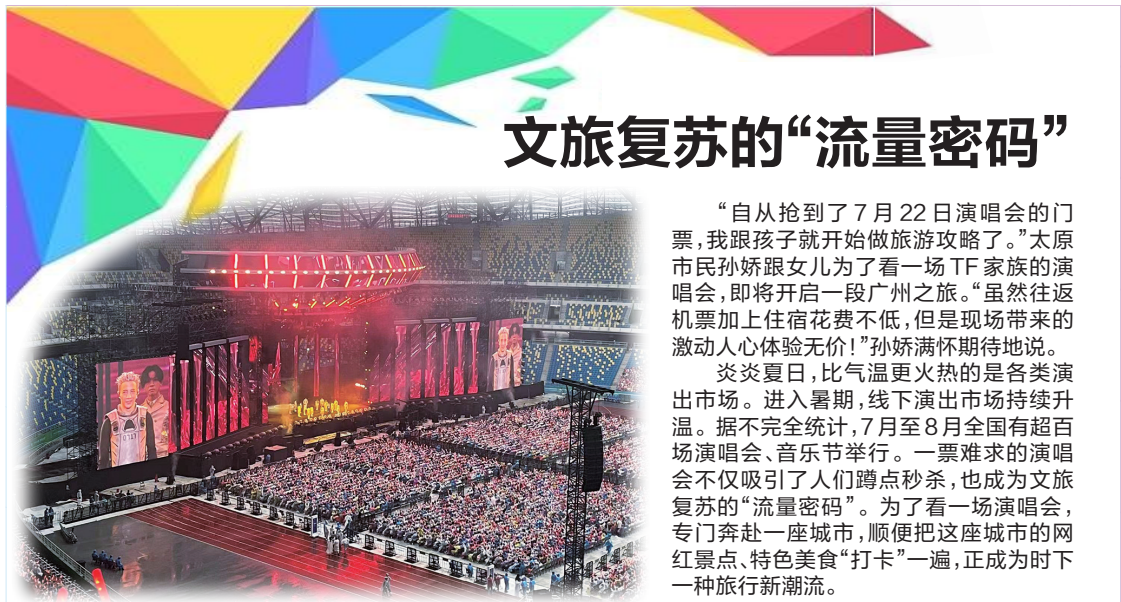 文旅复苏的“流量密码”
“自从抢到了7月22日演唱会的门
票，我跟孩子就开始做旅游攻略了。”太原
市民孙娇跟女儿为了看一场TF家族的演
唱会，即将开启一段广州之旅。“虽然往返
机票加上住宿花费不低，但是现场带来的
激动人心体验无价！”孙娇满怀期待地说。
炎炎夏日，比气温更火热的是各类演
出市场。进入暑期，线下演出市场持续升
温。据不完全统计，7月至8月全国有超百
场演唱会、音乐节举行。一票难求的演唱
会不仅吸引了人们蹲点秒杀，也成为文旅
复苏的“流量密码”。为了看一场演唱会，
专门奔赴一座城市，顺便把这座城市的网
红景点、特色美食“打卡”一遍，正成为时下
一种旅行新潮流。